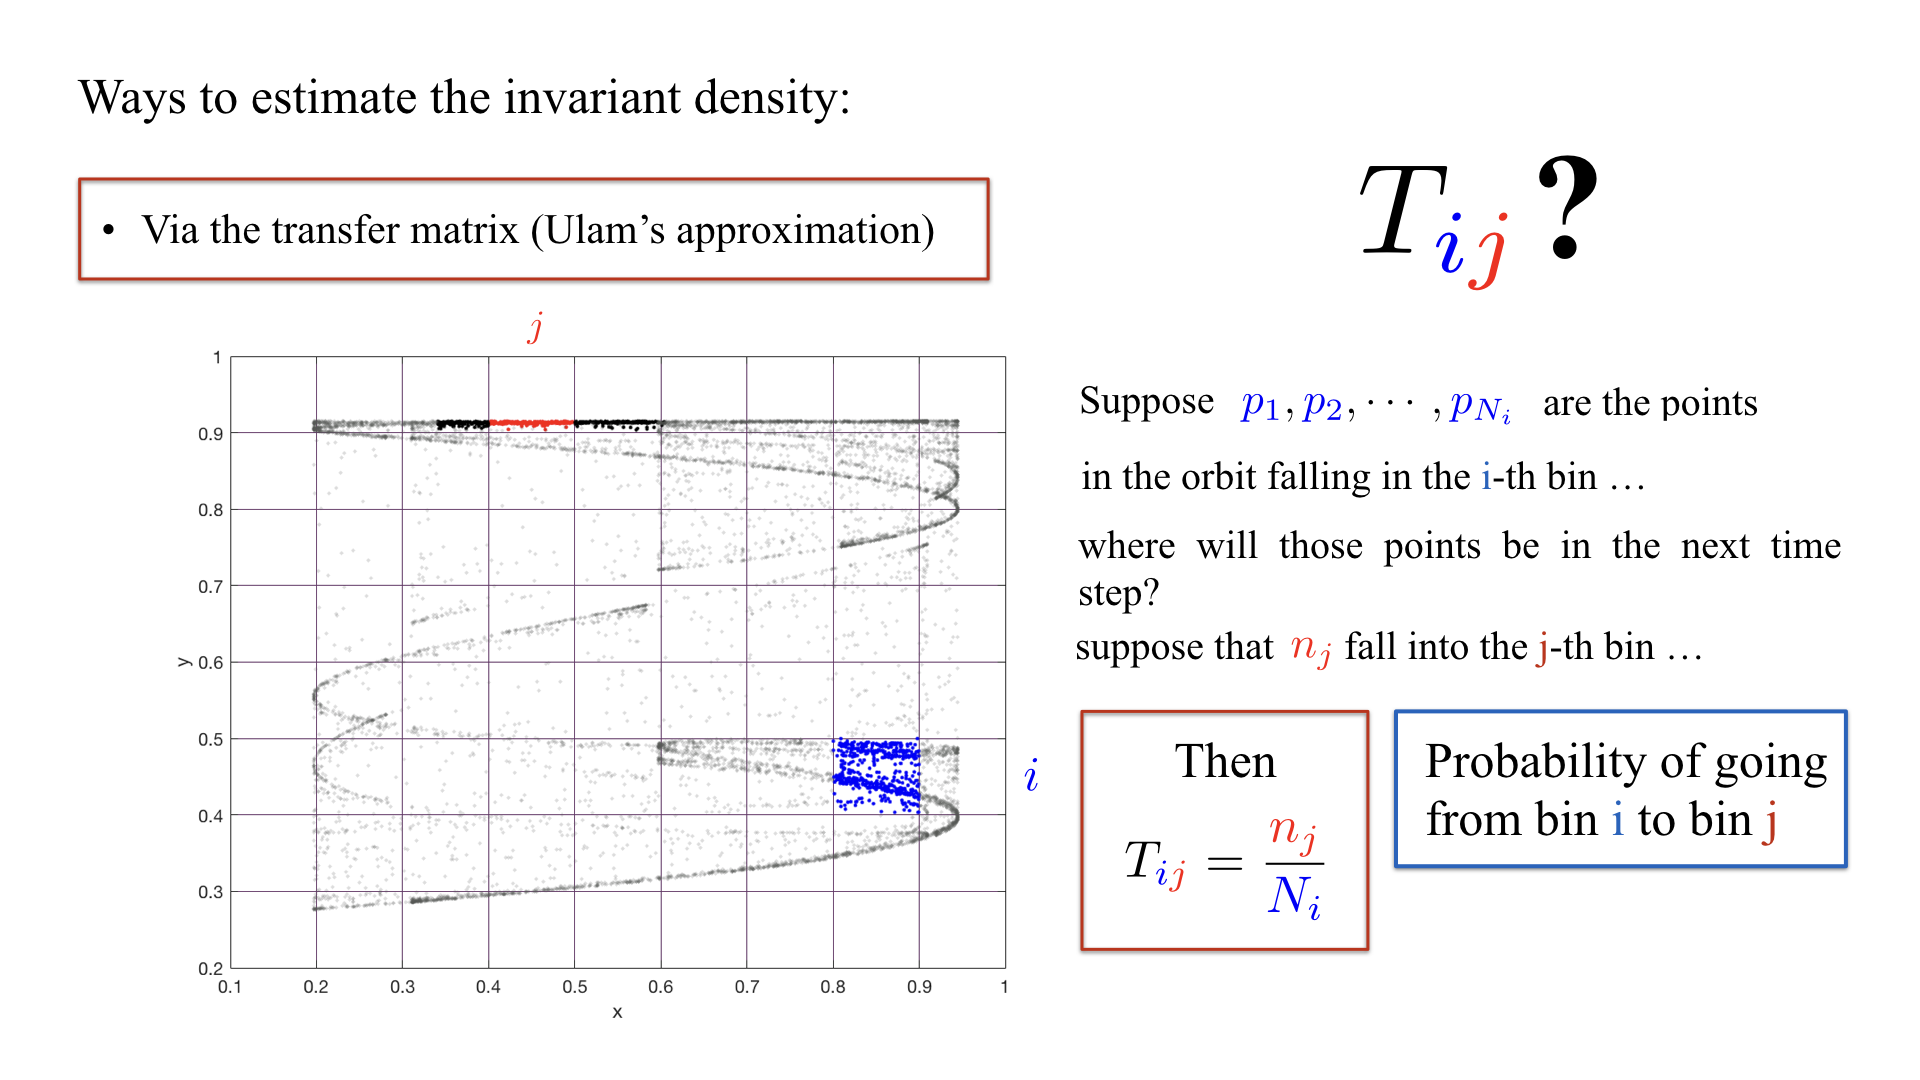 Ways to estimate the invariant density:
• Via the transfer matrix (Ulam’s approximation)
T_{ij} ?
j
1
0.9
0.8
0.7
0.6
0.5
0.4
0.3
0.2
y
0.1 0.2 0.3 0.4 0.5 0.6 0.7 0.8 0.9 1
x
i
Suppose p_1, p_2, ⋯ , p_{N_i} are the points
in the orbit falling in the i-th bin …
where will those points be in the next time
step?
suppose that n_j fall into the j-th bin …
Then
T_{ij} = n_j / N_i
Probability of going
from bin i to bin j